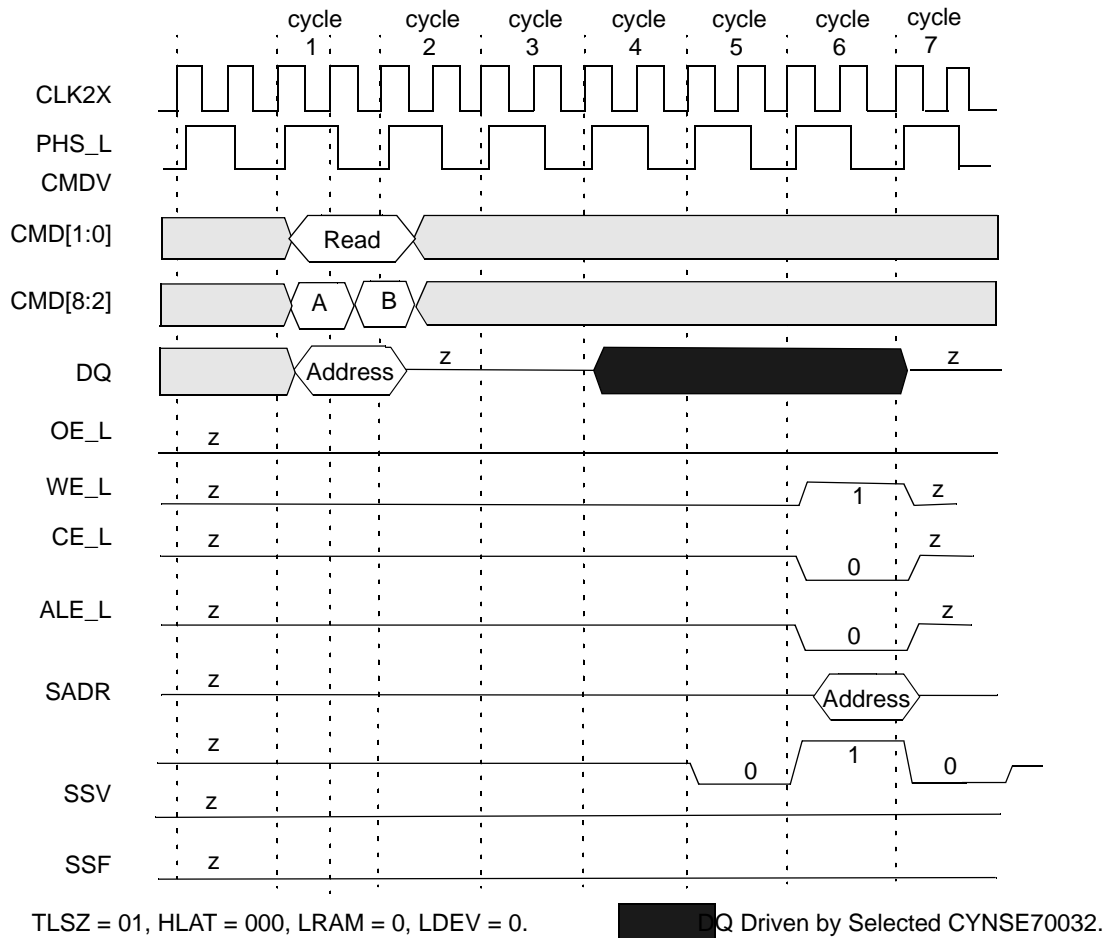 cycle cycle cycle cycle cycle cycle cycle
1 2 3 4 5 6 7
CLK2X
PHS_L
CMDV
CMD[1:0] Read
CMD[8:2] A B
DQ Address z z
OE_L z
WE_L z 1 z
CE_L z 0 z
ALE_L z 0 z
SADR z Address
z 0 1 0
SSV z
SSF z
TLSZ = 01, HLAT = 000, LRAM = 0, LDEV = 0. DQ Driven by Selected CYNSE70032.